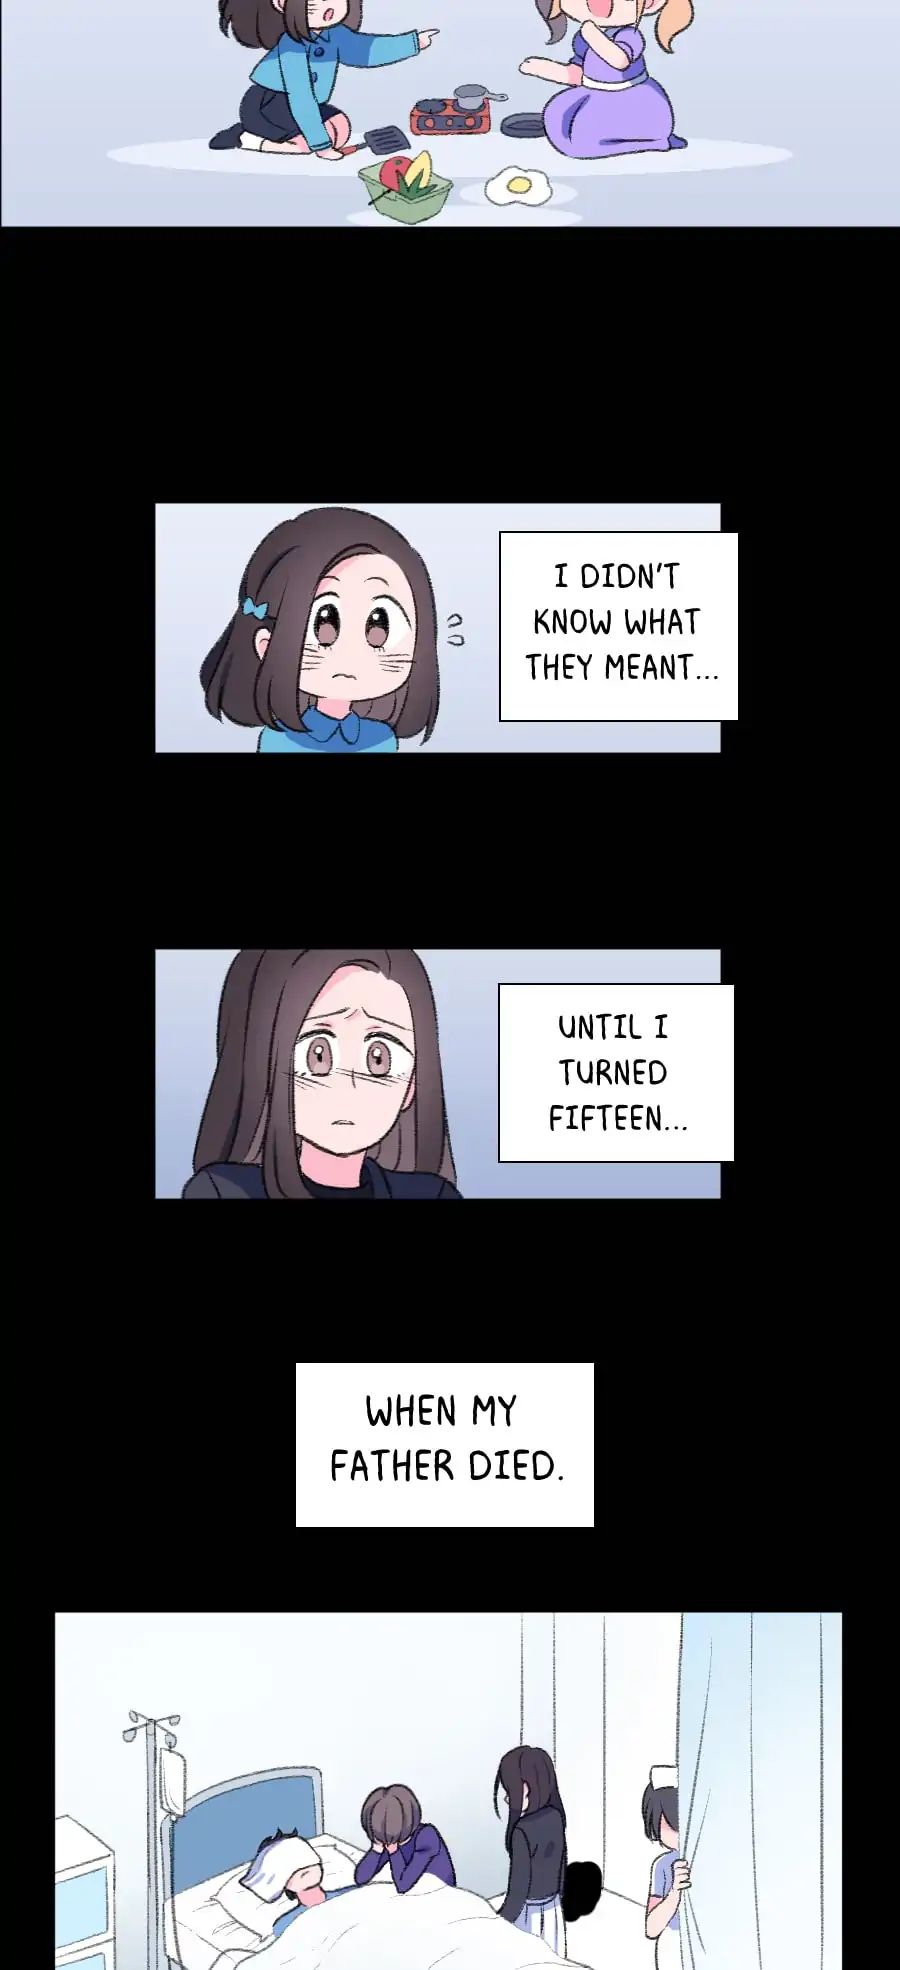 I DIDN'T
KNOW WHAT
THEY MEANT...
UNTIL I
TURNED
FIFTEEN...
WHEN MY
FATHER DIED.